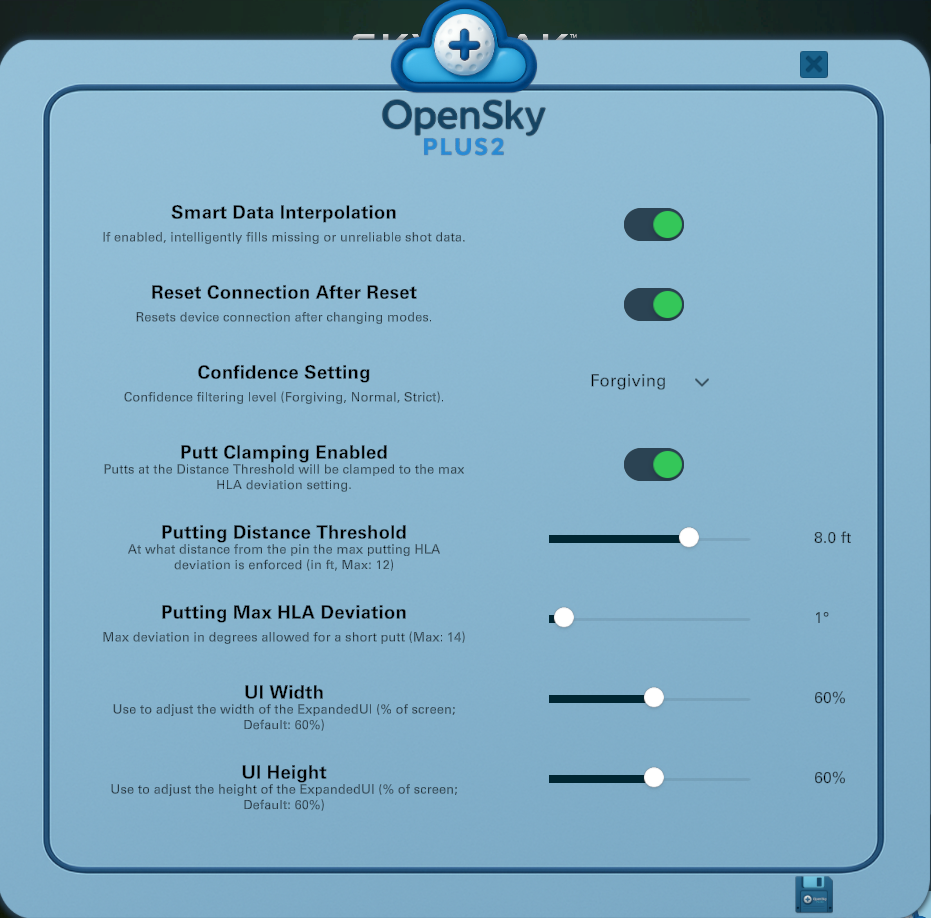 OpenSky
PLUS2
Smart Data Interpolation
If enabled, intelligently fills missing or unreliable shot data.
Reset Connection After Reset
Resets device connection after changing modes.
Confidence Setting
Forgiving
Confidence filtering level (Forgiving, Normal, Strict).
Putt Clamping Enabled
Putts at the Distance Threshold will be clamped to the max
HLA deviation setting.
Putting Distance Threshold
8.0 ft
At what distance from the pin the max putting HLA
deviation is enforced (in ft, Max: 12)
Putting Max HLA Deviation
1°
Max deviation in degrees allowed for a short putt (Max: 14)
UI Width
60%
Use to adjust the width of the ExpandedUI (% of screen;
Default: 60%)
UI Height
60%
Use to adjust the height of the ExpandedUI (% of screen;
Default: 60%)